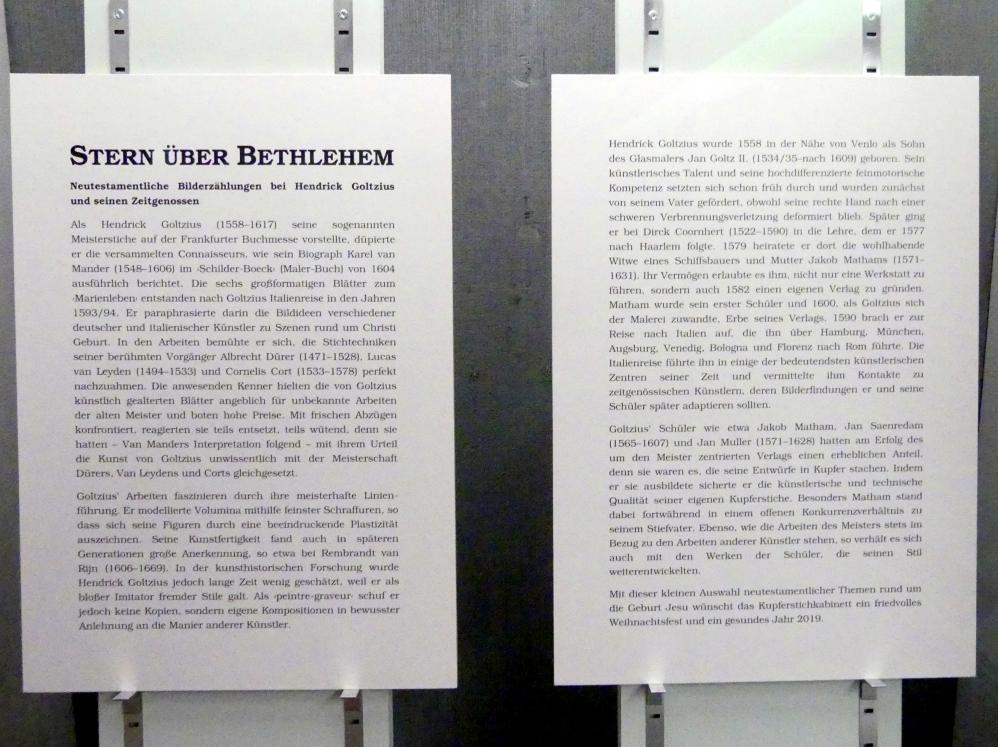 STERN ÜBER BETHLEHEM
Neutestamentliche Bilderzählungen bei Hendrick Goltzius
und seinen Zeitgenossen
Als Hendrick Goltzius (1558–1617) seine sogenannten
Meisterstiche auf der Frankfurter Buchmesse vorstellte, düpierte
er die versammelten Connaisseurs, wie sein Biograph Karel van
Mander (1548–1606) im ›Schilder-Boeck‹ (Maler-Buch) von 1604
ausführlich berichtet. Die sechs großformatigen Blätter zum
›Marienleben‹ entstanden nach Goltzius Italienreise in den Jahren
1593/94. Er paraphrasierte darin die Bildideen verschiedener
deutscher und italienischer Künstler zu Szenen rund um Christi
Geburt. In den Arbeiten bemühte er sich, die Stichtechniken
seiner berühmten Vorgänger Albrecht Dürer (1471–1528), Lucas
van Leyden (1494–1533) und Cornelis Cort (1533–1578) perfekt
nachzuahmen. Die anwesenden Kenner hielten die von Goltzius
künstlich gealterten Blätter angeblich für unbekannte Arbeiten
der alten Meister und boten hohe Preise. Mit frischen Abzügen
konfrontiert, reagierten sie teils entsetzt, teils wütend, denn sie
hatten – Van Manders Interpretation folgend – mit ihrem Urteil
die Kunst von Goltzius unwissentlich mit der Meisterschaft
Dürers, Van Leydens und Corts gleichgesetzt.
Goltzius' Arbeiten faszinieren durch ihre meisterhafte Linien-
führung. Er modellierte Volumina mithilfe feinster Schraffuren, so
dass sich seine Figuren durch eine beeindruckende Plastizität
auszeichnen. Seine Kunstfertigkeit fand auch in späteren
Generationen große Anerkennung, so etwa bei Rembrandt van
Rijn (1606–1669). In der kunsthistorischen Forschung wurde
Hendrick Goltzius jedoch lange Zeit wenig geschätzt, weil er als
bloßer Imitator fremder Stile galt. Als ›peintre-graveur‹ schuf er
jedoch keine Kopien, sondern eigene Kompositionen in bewusster
Anlehnung an die Manier anderer Künstler.
Hendrick Goltzius wurde 1558 in der Nähe von Venlo als Sohn
des Glasmalers Jan Goltz II. (1534/35–nach 1609) geboren. Sein
künstlerisches Talent und seine hochdifferenzierte feinmotorische
Kompetenz setzten sich schon früh durch und wurden zunächst
von seinem Vater gefördert, obwohl seine rechte Hand nach einer
schweren Verbrennungsverletzung deformiert blieb. Später ging
er bei Dirck Coornhert (1522–1590) in die Lehre, dem er 1577
nach Haarlem folgte. 1579 heiratete er dort die wohlhabende
Witwe eines Schiffsbauers und Mutter Jakob Mathams (1571–
1631). Ihr Vermögen erlaubte es ihm, nicht nur eine Werkstatt zu
führen, sondern auch 1582 einen eigenen Verlag zu gründen.
Matham wurde sein erster Schüler und 1600, als Goltzius sich
der Malerei zuwandte, Erbe seines Verlags. 1590 brach er zur
Reise nach Italien auf, die ihn über Hamburg, München,
Augsburg, Venedig, Bologna und Florenz nach Rom führte. Die
Italienreise führte ihn in einige der bedeutendsten künstlerischen
Zentren seiner Zeit und vermittelte ihm Kontakte zu
zeitgenössischen Künstlern, deren Bilderfindungen er und seine
Schüler später adaptieren sollten.
Goltzius' Schüler wie etwa Jakob Matham, Jan Saenredam
(1565–1607) und Jan Muller (1571–1628) hatten am Erfolg des
um den Meister zentrierten Verlags einen erheblichen Anteil,
denn sie waren es, die seine Entwürfe in Kupfer stachen. Indem
er sie ausbildete sicherte er die künstlerische und technische
Qualität seiner eigenen Kupferstiche. Besonders Matham stand
dabei fortwährend in einem offenen Konkurrenzverhältnis zu
seinem Stiefvater. Ebenso, wie die Arbeiten des Meisters stets im
Bezug zu den Arbeiten anderer Künstler stehen, so verhält es sich
auch mit den Werken der Schüler, die seinen Stil
weiterentwickelten.
Mit dieser kleinen Auswahl neutestamentlicher Themen rund um
die Geburt Jesu wünscht das Kupferstichkabinett ein friedvolles
Weihnachtsfest und ein gesundes Jahr 2019.